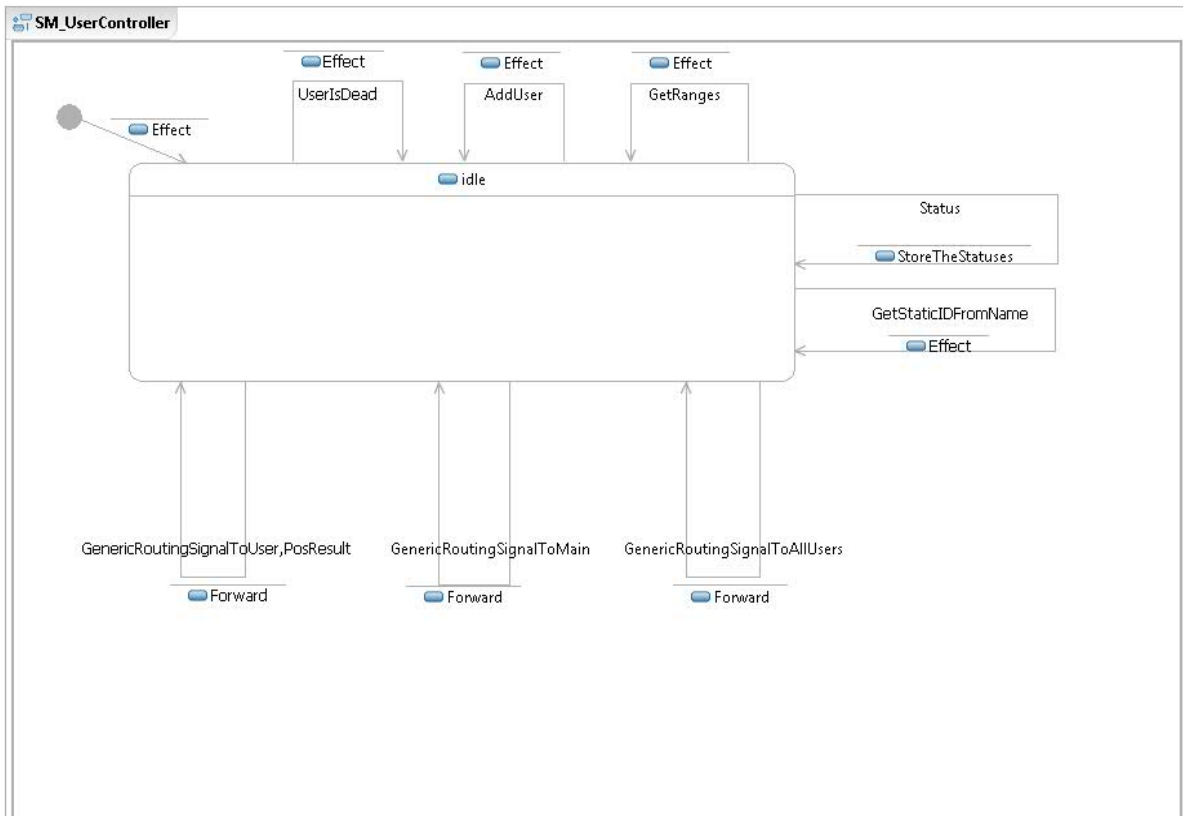 SM_UserController
Effect
Effect
Effect
UserIsDead
AddUser
GetRanges
Effect
idle
Status
StoreTheStatuses
GetStaticIDFromName
Effect
GenericRoutingSignalToUser,PosResult
GenericRoutingSignalToMain
GenericRoutingSignalToAllUsers
Forward
Forward
Forward